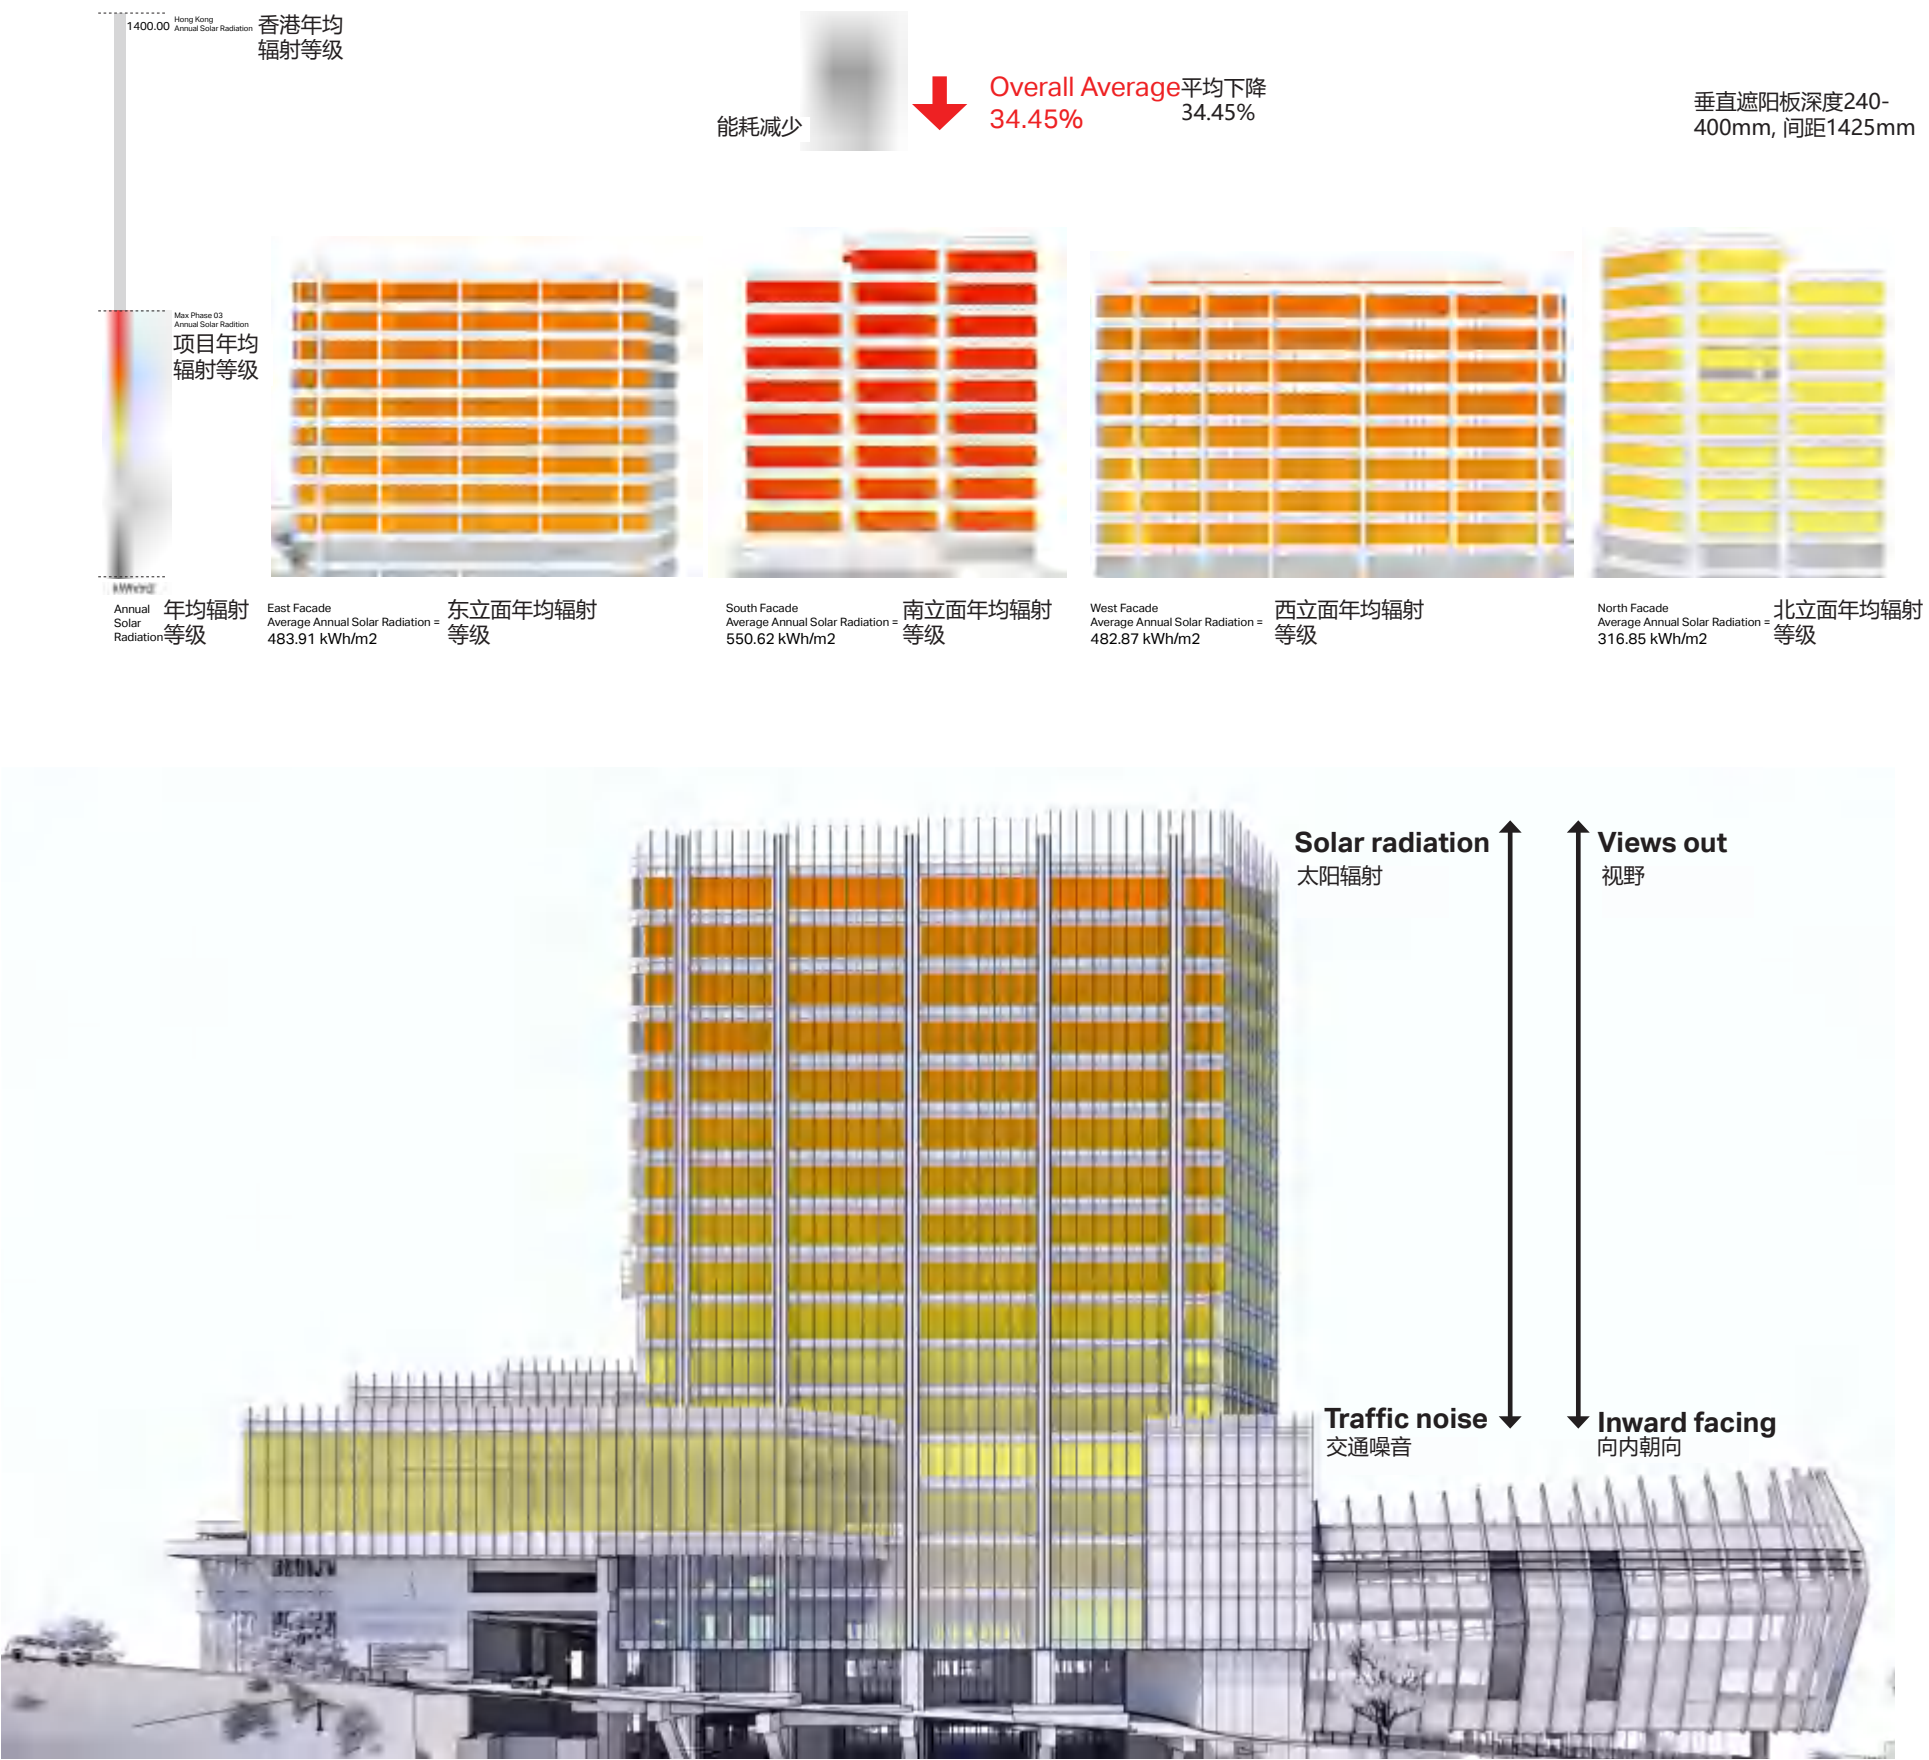 1400.00
Hong Kong
Annual Solar Radiation
香港年均
辐射等级
能耗减少
Overall Average
34.45%
平均下降
34.45%
垂直遮阳板深度240-
400mm, 间距1425mm
Max Phase 03
Annual Solar Radition
项目年均
辐射等级
kWh/m2
Annual
Solar
Radiation
年均辐射
等级
East Facade
Average Annual Solar Radiation =
483.91 kWh/m2
东立面年均辐射
等级
South Facade
Average Annual Solar Radiation =
550.62 kWh/m2
南立面年均辐射
等级
West Facade
Average Annual Solar Radiation =
482.87 kWh/m2
西立面年均辐射
等级
North Facade
Average Annual Solar Radiation =
316.85 kWh/m2
北立面年均辐射
等级
Solar radiation
太阳辐射
Views out
视野
Traffic noise
交通噪音
Inward facing
向内朝向